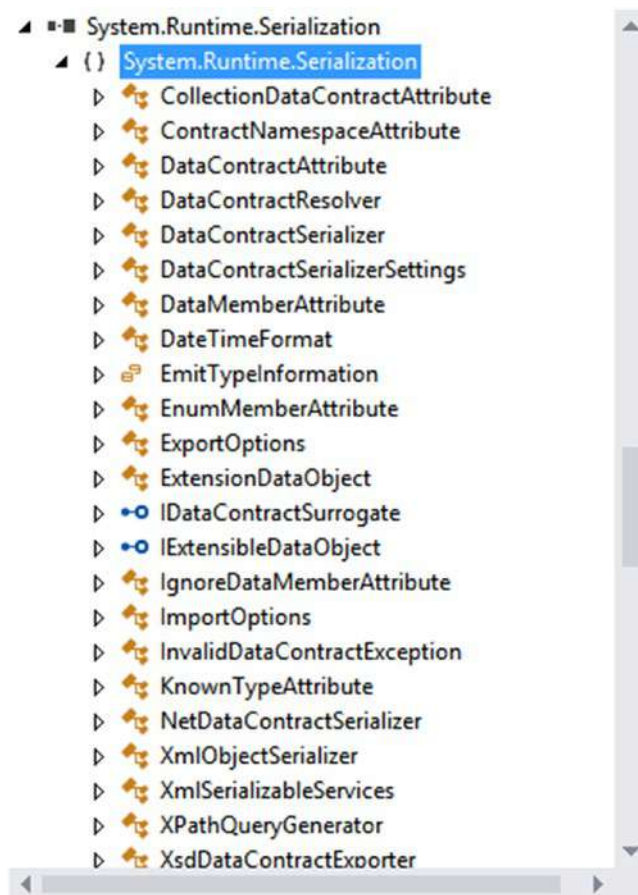 System.Runtime.Serialization
{ } System.Runtime.Serialization
CollectionDataContractAttribute
ContractNamespaceAttribute
DataContractAttribute
DataContractResolver
DataContractSerializer
DataContractSerializerSettings
DataMemberAttribute
DateTimeFormat
EmitTypeInformation
EnumMemberAttribute
ExportOptions
ExtensionDataObject
IDataContractSurrogate
IExtensibleDataObject
IgnoreDataMemberAttribute
ImportOptions
InvalidDataContractException
KnownTypeAttribute
NetDataContractSerializer
XmlObjectSerializer
XmlSerializableServices
XPathQueryGenerator
XsdDataContractExporter